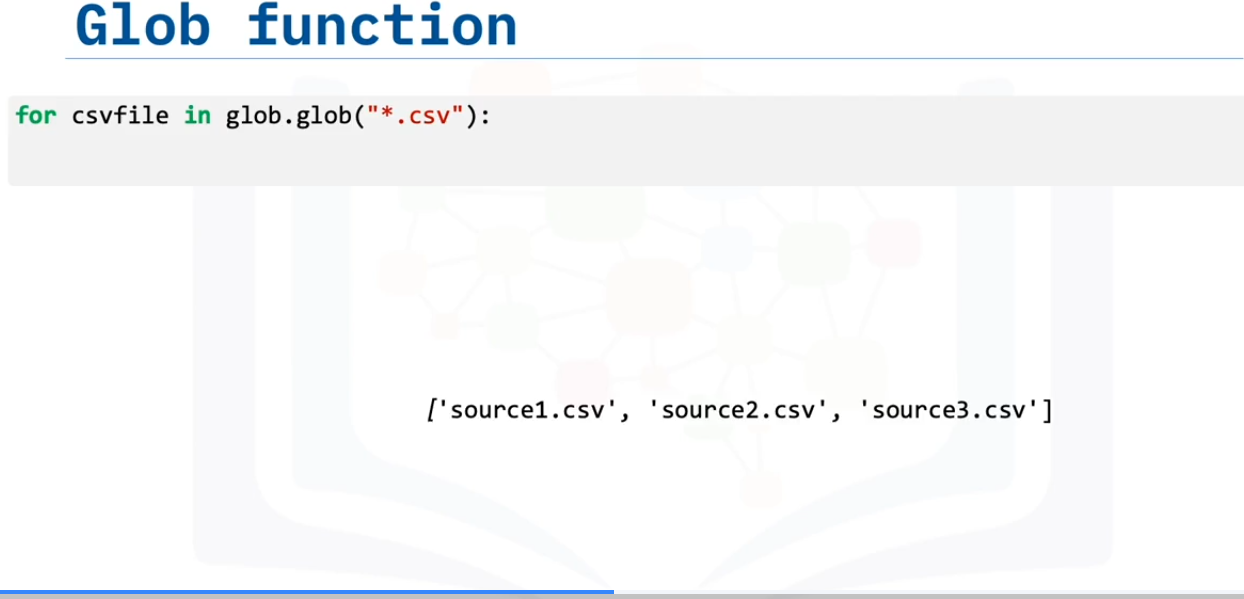 Glob function
for csvfile in glob.glob("*.csv"):
['source1.csv', 'source2.csv', 'source3.csv']